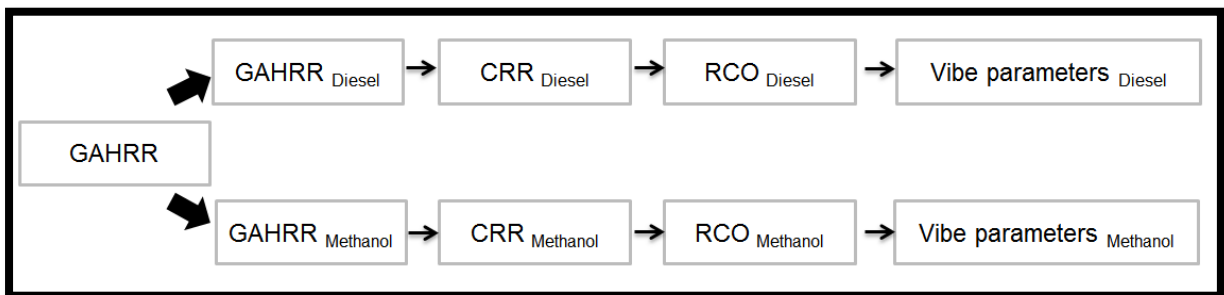 GAHRR Diesel
CRR Diesel
RCO Diesel
Vibe parameters Diesel
GAHRR
GAHRR Methanol
CRR Methanol
RCO Methanol
Vibe parameters Methanol